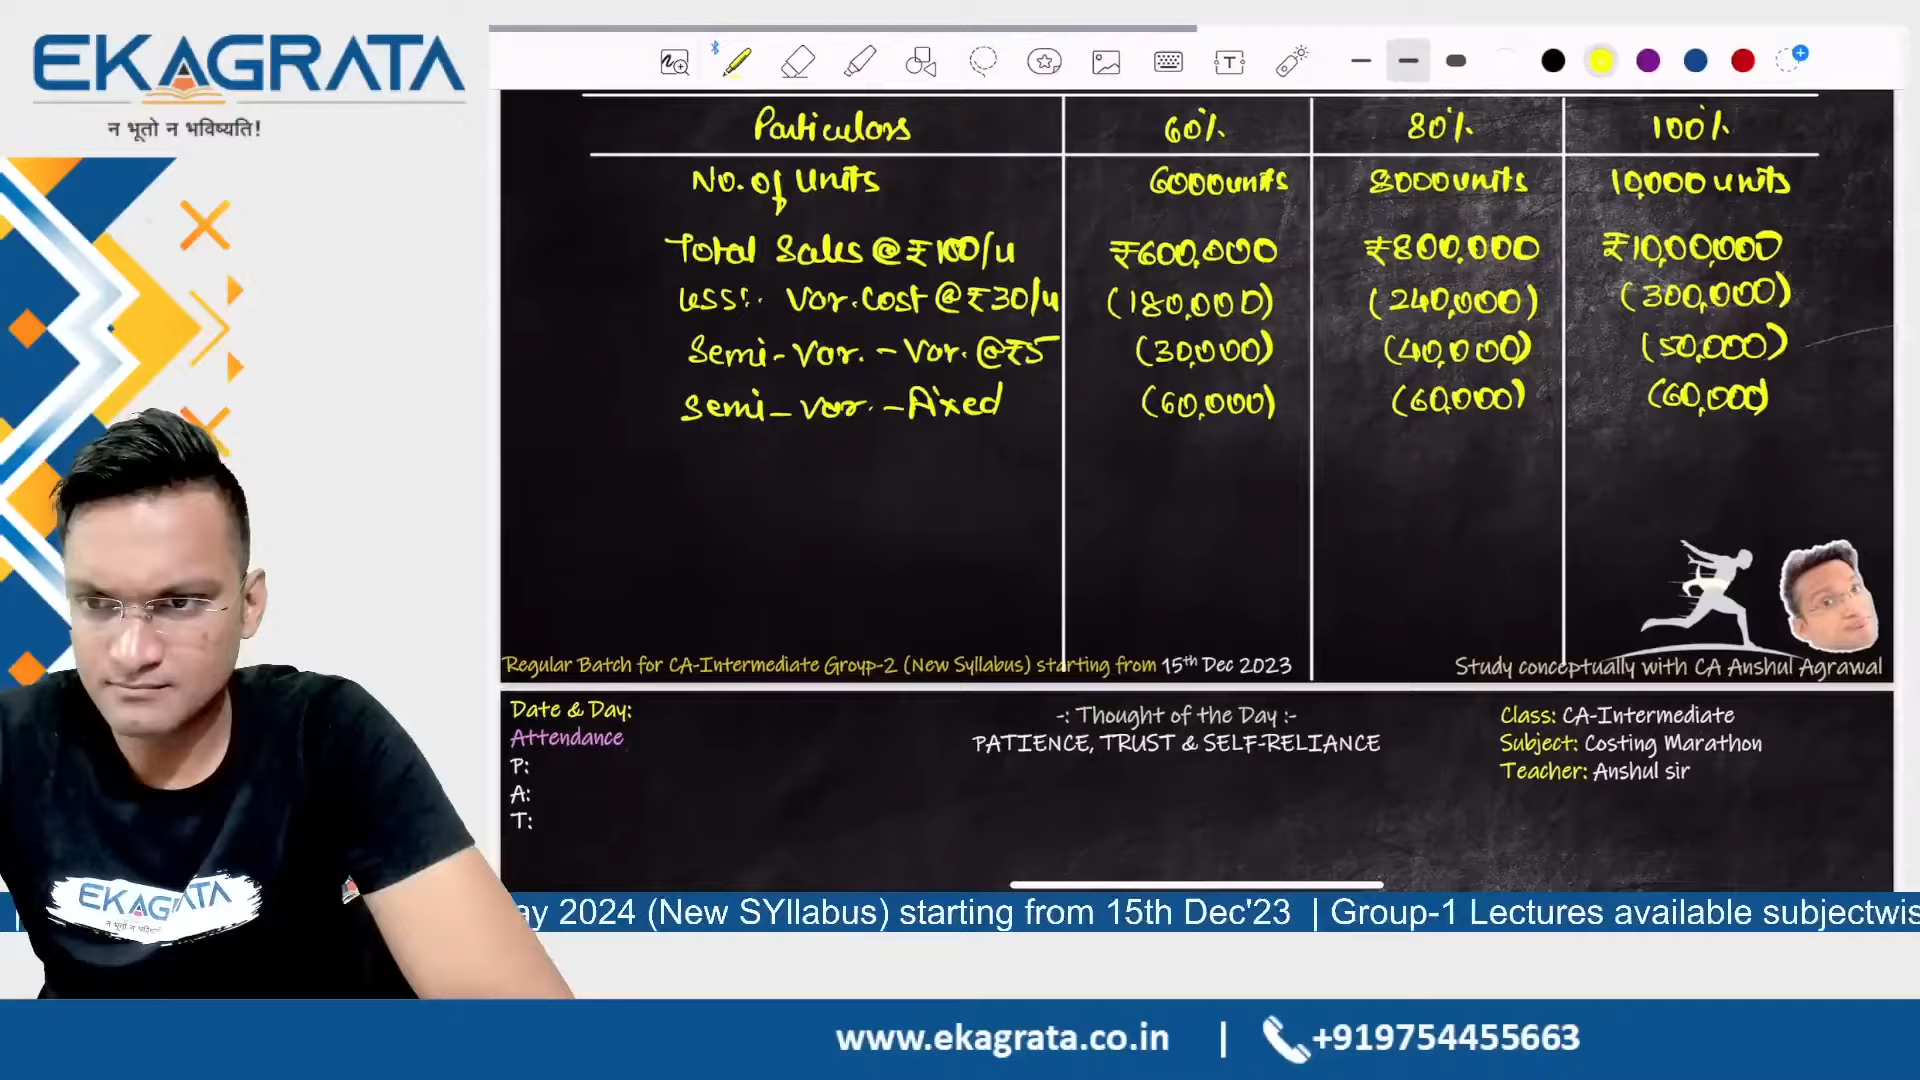 EKAGRATA
न भूतो न भविष्यति!
Particulars 60% 80% 100%
No. of Units 6000units 8000units 10,000 units
Total Sales @ ₹100/u ₹600,000 ₹800,000 ₹10,00,000
Less:- Var. Cost @ ₹30/u (180,000) (240,000) (300,000)
Semi-Var. - Var. @₹5 (30,000) (40,000) (50,000)
Semi-Var. - Fixed (60,000) (60,000) (60,000)
Regular Batch for CA-Intermediate Group-2 (New Syllabus) starting from 15th Dec 2023
Study conceptually with CA Anshul Agrawal
Date & Day:
Attendance
P:
A:
T:
-: Thought of the Day :-
PATIENCE, TRUST & SELF-RELIANCE
Class: CA-Intermediate
Subject: Costing Marathon
Teacher: Anshul sir
EKAGRATA
न भूतो न भविष्यति!
ay 2024 (New SYllabus) starting from 15th Dec'23 | Group-1 Lectures available subjectwis
www.ekagrata.co.in | +919754455663